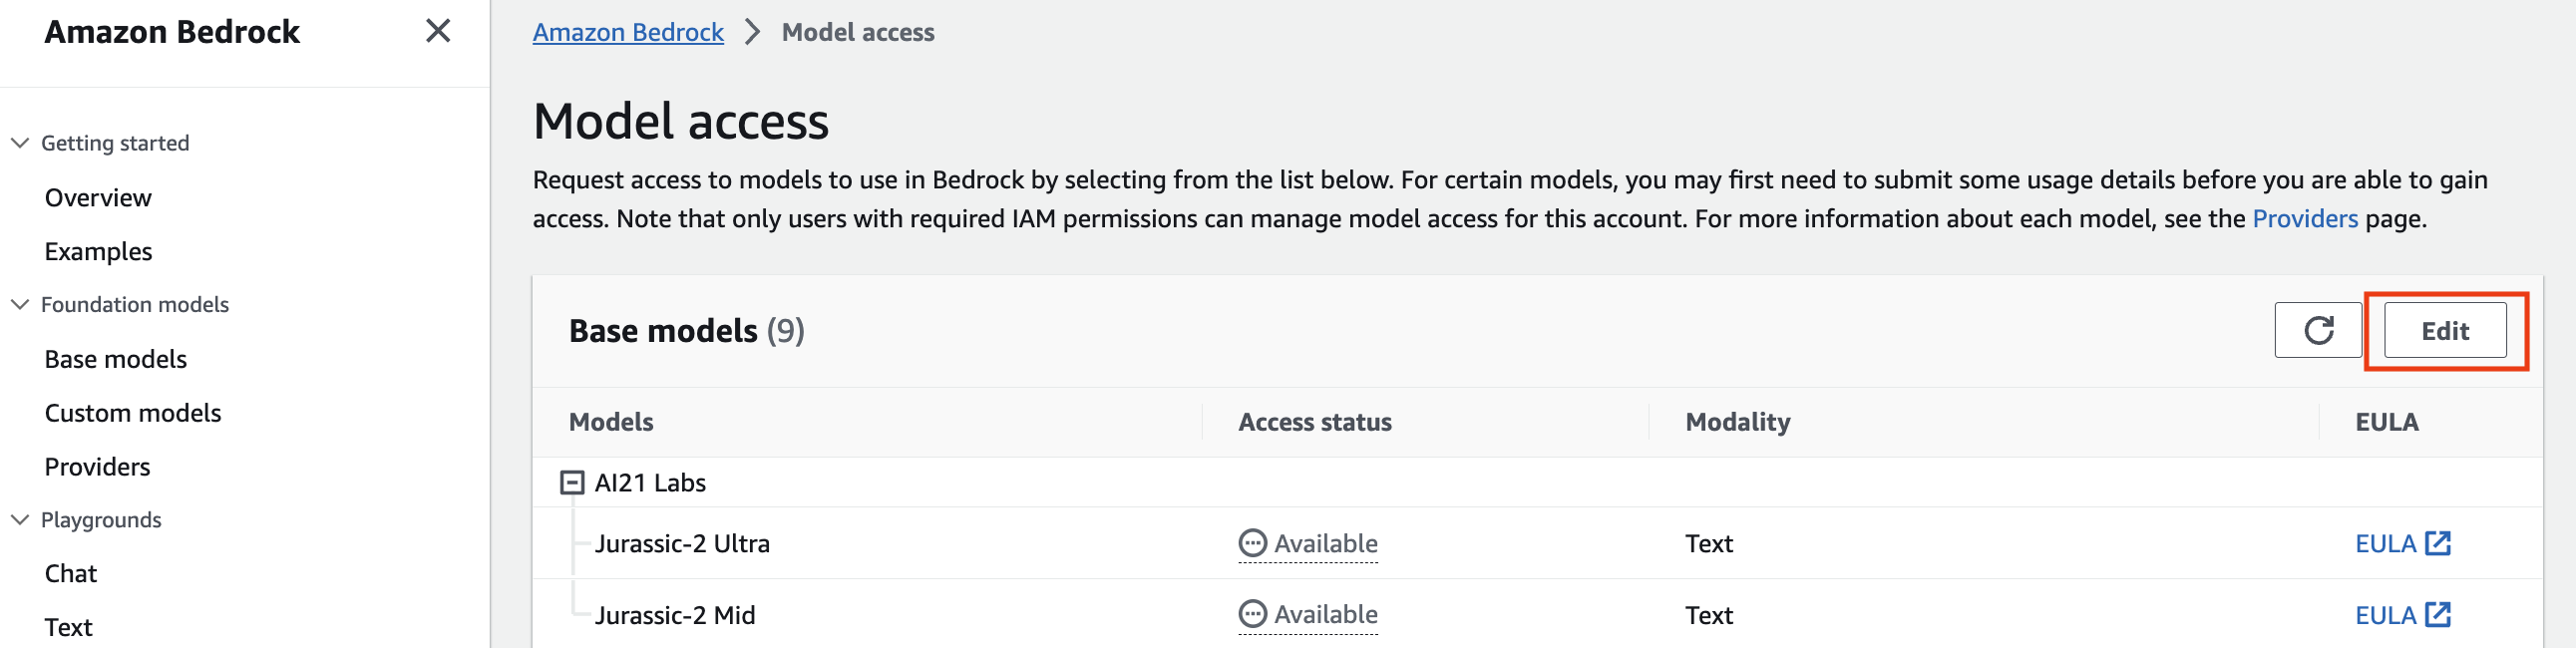 Amazon Bedrock
Getting started
Overview
Examples
Foundation models
Base models
Custom models
Providers
Playgrounds
Chat
Text
Amazon Bedrock > Model access
Model access
Request access to models to use in Bedrock by selecting from the list below. For certain models, you may first need to submit some usage details before you are able to gain
access. Note that only users with required IAM permissions can manage model access for this account. For more information about each model, see the Providers page.
Base models (9)
Edit
Models Access status Modality EULA
AI21 Labs
Jurassic-2 Ultra Available Text EULA
Jurassic-2 Mid Available Text EULA